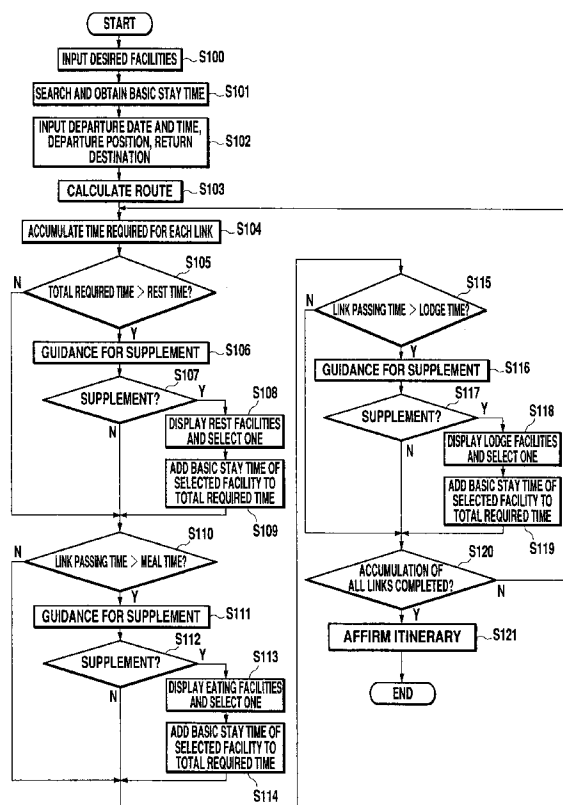 START
INPUT DESIRED FACILITIES
S100
SEARCH AND OBTAIN BASIC STAY TIME
S101
INPUT DEPARTURE DATE AND TIME,
DEPARTURE POSITION, RETURN
DESTINATION
S102
CALCULATE ROUTE
S103
ACCUMULATE TIME REQUIRED FOR EACH LINK
S104
S105
N
TOTAL REQUIRED TIME > REST TIME?
Y
GUIDANCE FOR SUPPLEMENT
S106
S107
SUPPLEMENT?
Y
N
S108
DISPLAY REST FACILITIES
AND SELECT ONE
ADD BASIC STAY TIME OF
SELECTED FACILITY TO
TOTAL REQUIRED TIME
S109
S110
N
LINK PASSING TIME > MEAL TIME?
Y
GUIDANCE FOR SUPPLEMENT
S111
S112
SUPPLEMENT?
Y
N
S113
DISPLAY EATING FACILITIES
AND SELECT ONE
ADD BASIC STAY TIME OF
SELECTED FACILITY TO
TOTAL REQUIRED TIME
S114
S115
N
LINK PASSING TIME > LODGE TIME?
Y
GUIDANCE FOR SUPPLEMENT
S116
S117
SUPPLEMENT?
Y
N
S118
DISPLAY LODGE FACILITIES
AND SELECT ONE
ADD BASIC STAY TIME OF
SELECTED FACILITY TO
TOTAL REQUIRED TIME
S119
S120
ACCUMULATION OF
ALL LINKS COMPLETED?
N
Y
AFFIRM ITINERARY
S121
END